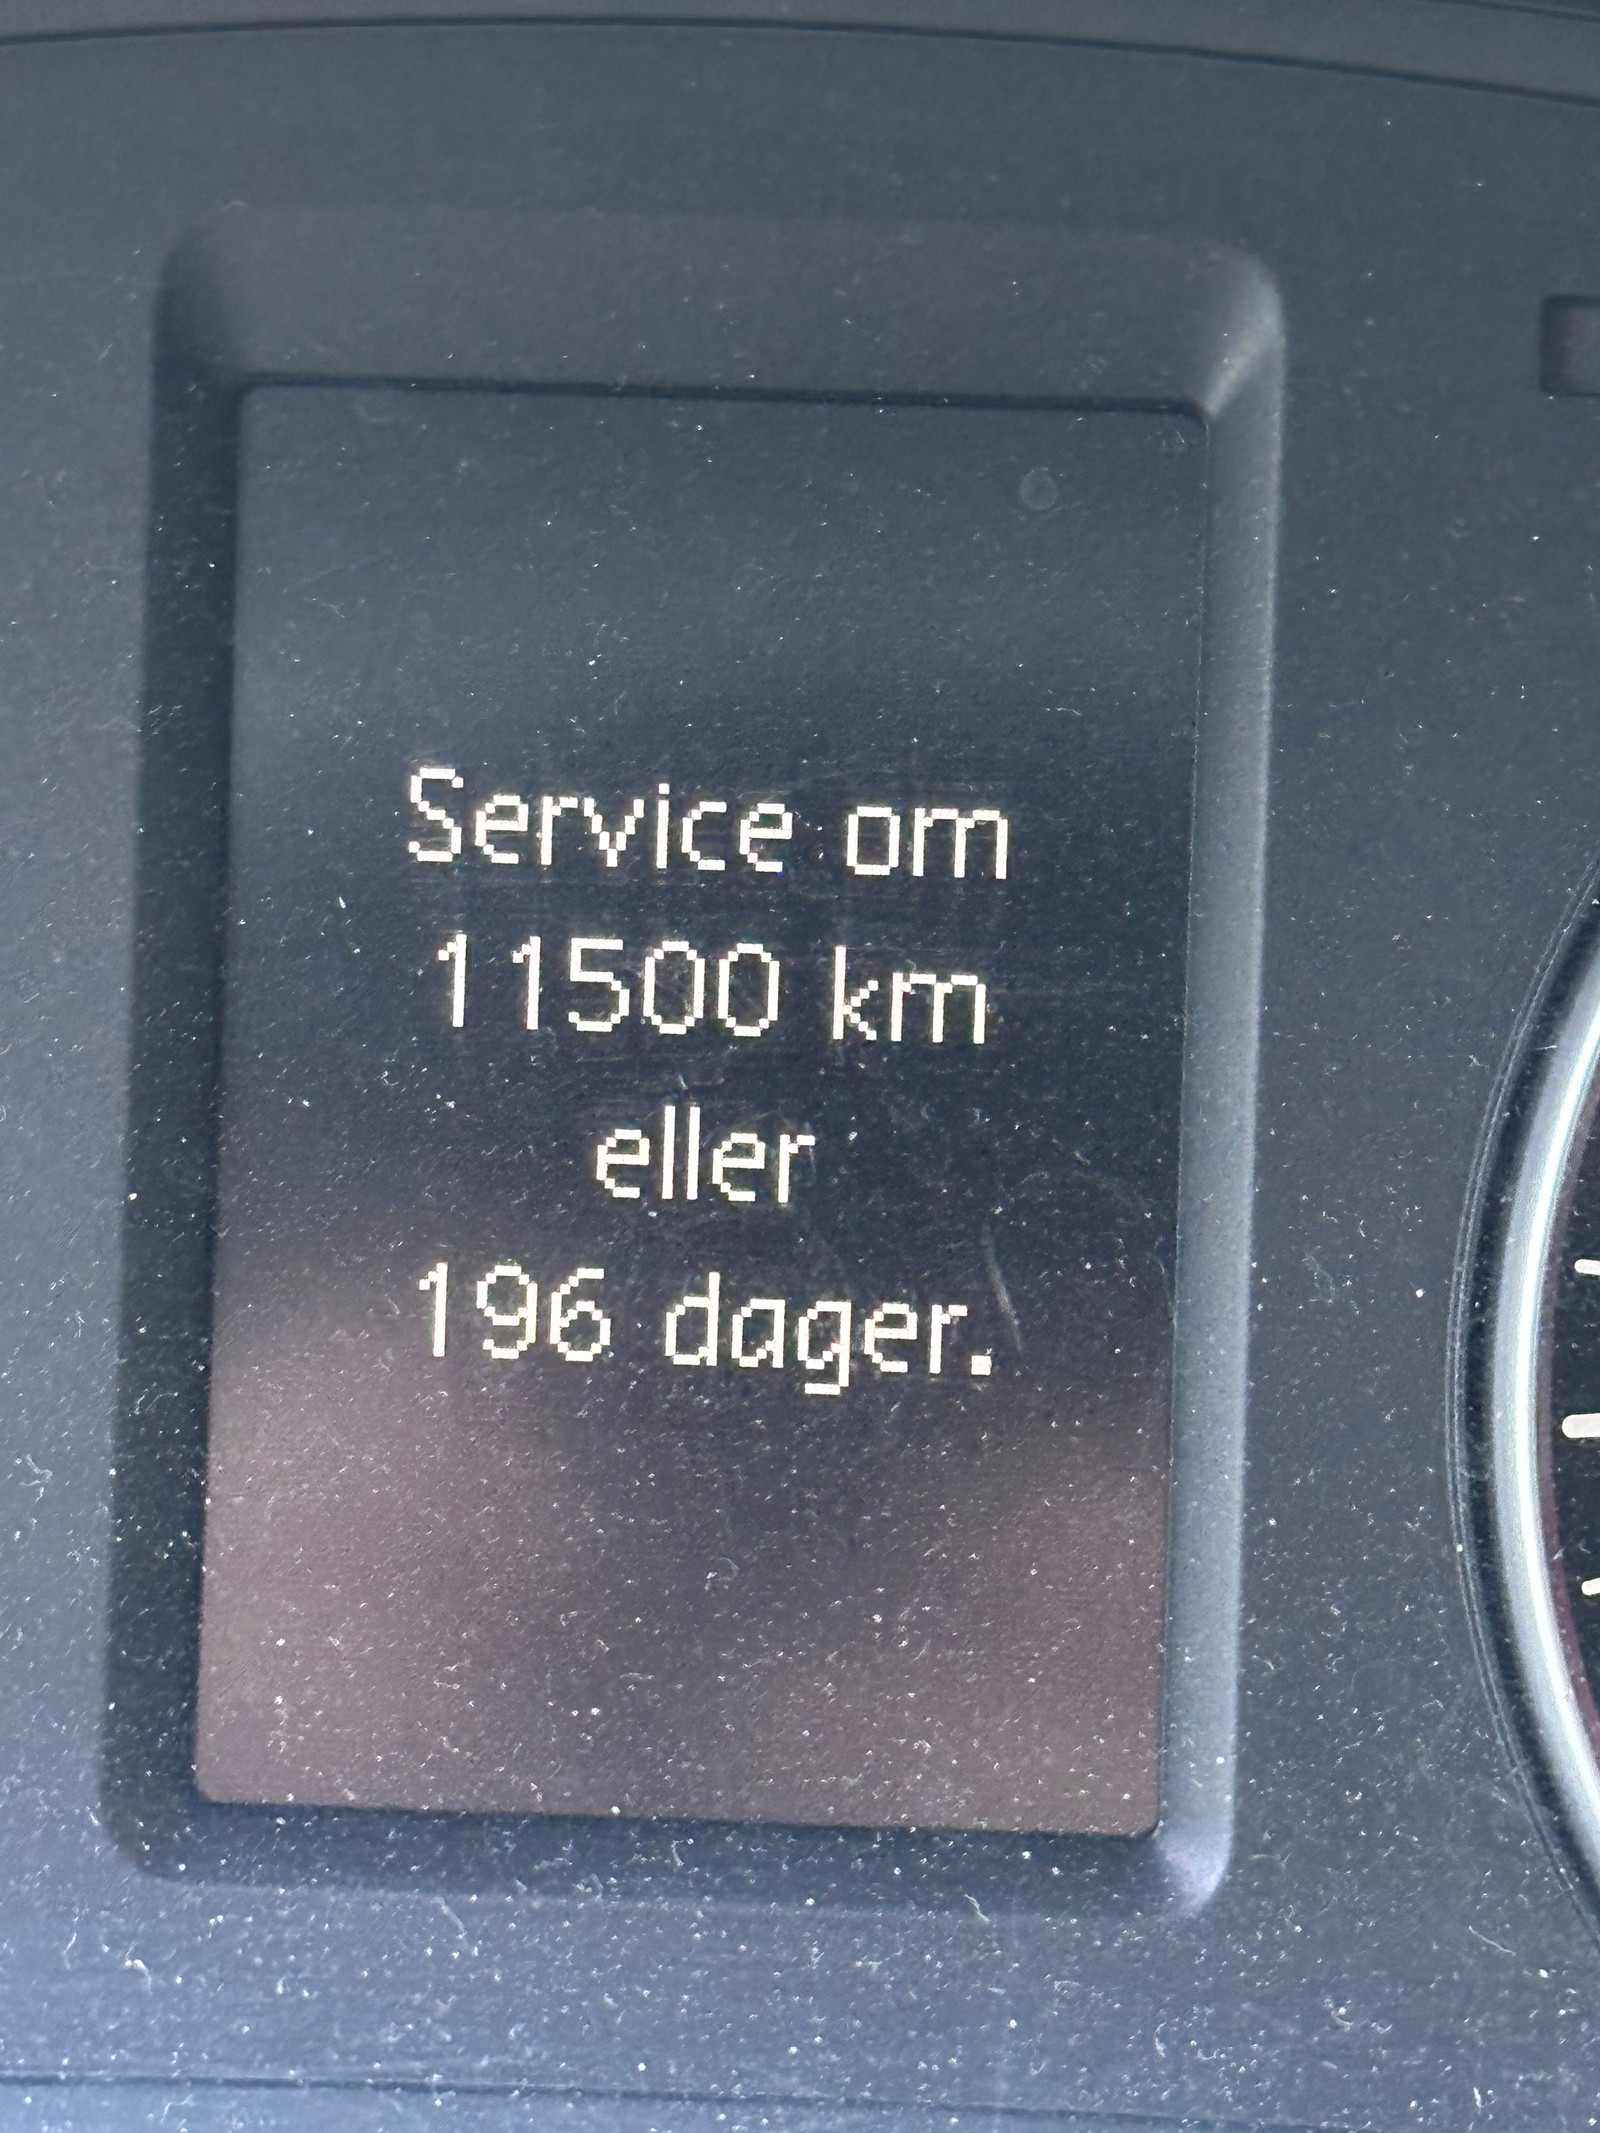 Service om
11500 km
eller
196 dager.